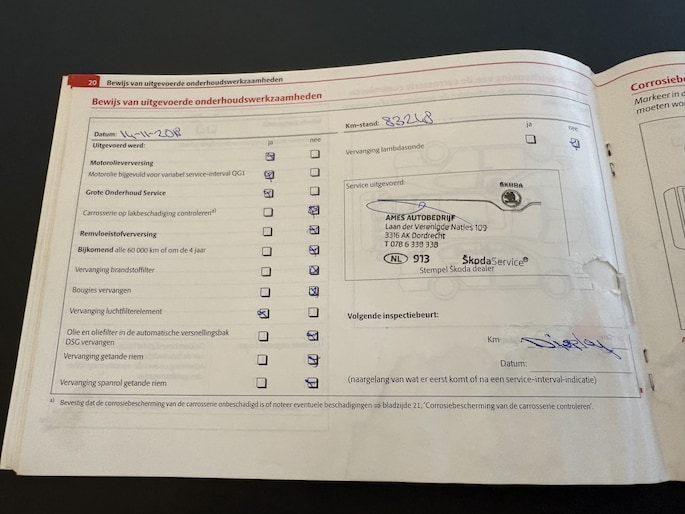 20 Bewijs van uitgevoerde onderhoudswerkzaamheden
Bewijs van uitgevoerde onderhoudswerkzaamheden
Datum: 14-11-2018
Km-stand: 83248
Uitgevoerd werd: ja nee
ja nee
Motorolieverversing
Motorolie bijgevuld voor variabel service-interval QG1
Grote Onderhoud Service
Carrosserie op lakbeschadiging controleren a)
Remvloeistofverversing
Bijkomend alle 60 000 km of om de 4 jaar
Vervanging brandstoffilter
Bougies vervangen
Vervanging luchtfilterelement
Olie en oliefilter in de automatische versnellingsbak
DSG vervangen
Vervanging getande riem
Vervanging spanrol getande riem
Vervanging lambdasonde
Service uitgevoerd:
ŠKODA
AMES AUTOBEDRIJF
Laan der Verenigde Naties 109
3316 AK Dordrecht
T 078 6 338 338
NL 913 ŠkodaService®
Stempel Škoda dealer
Volgende inspectiebeurt:
Km: Display
Datum:
(naargelang van wat er eerst komt of na een service-interval-indicatie)
a) Bevestig dat de corrosiebescherming van de carrosserie onbeschadigd is of noteer eventuele beschadigingen ⇒ bladzijde 21, 'Corrosiebescherming van de carrosserie controleren'.
Markeer in d
moeten wo